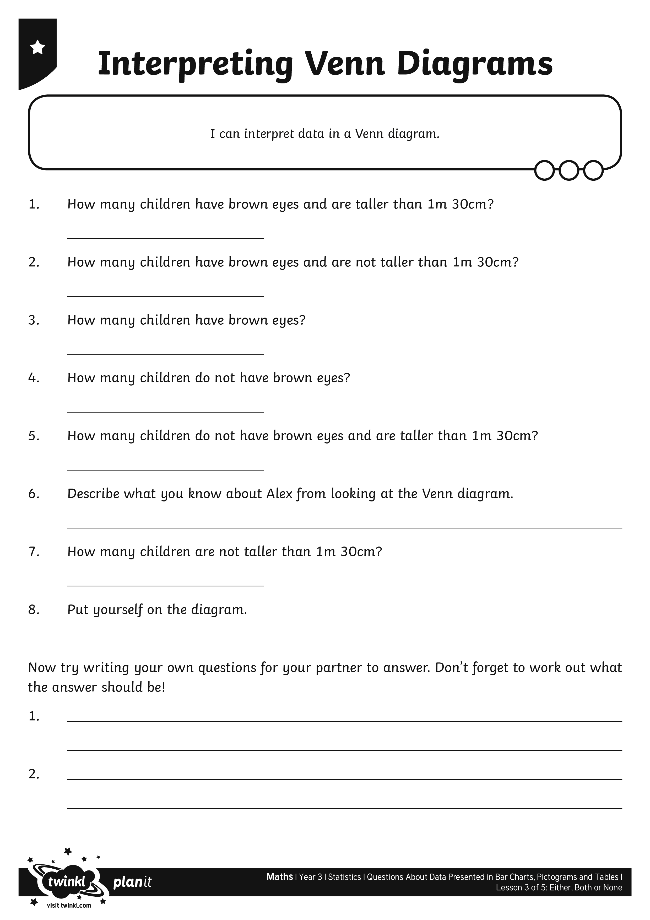 Interpreting Venn Diagrams
I can interpret data in a Venn diagram.
1. How many children have brown eyes and are taller than 1m 30cm?
2. How many children have brown eyes and are not taller than 1m 30cm?
3. How many children have brown eyes?
4. How many children do not have brown eyes?
5. How many children do not have brown eyes and are taller than 1m 30cm?
6. Describe what you know about Alex from looking at the Venn diagram.
7. How many children are not taller than 1m 30cm?
8. Put yourself on the diagram.
Now try writing your own questions for your partner to answer. Don't forget to work out what
the answer should be!
1.
2.
twinkl planit
visit twinkl.com
Maths | Year 3 | Statistics | Questions About Data Presented in Bar Charts, Pictograms and Tables |
Lesson 3 of 5: Either, Both or None